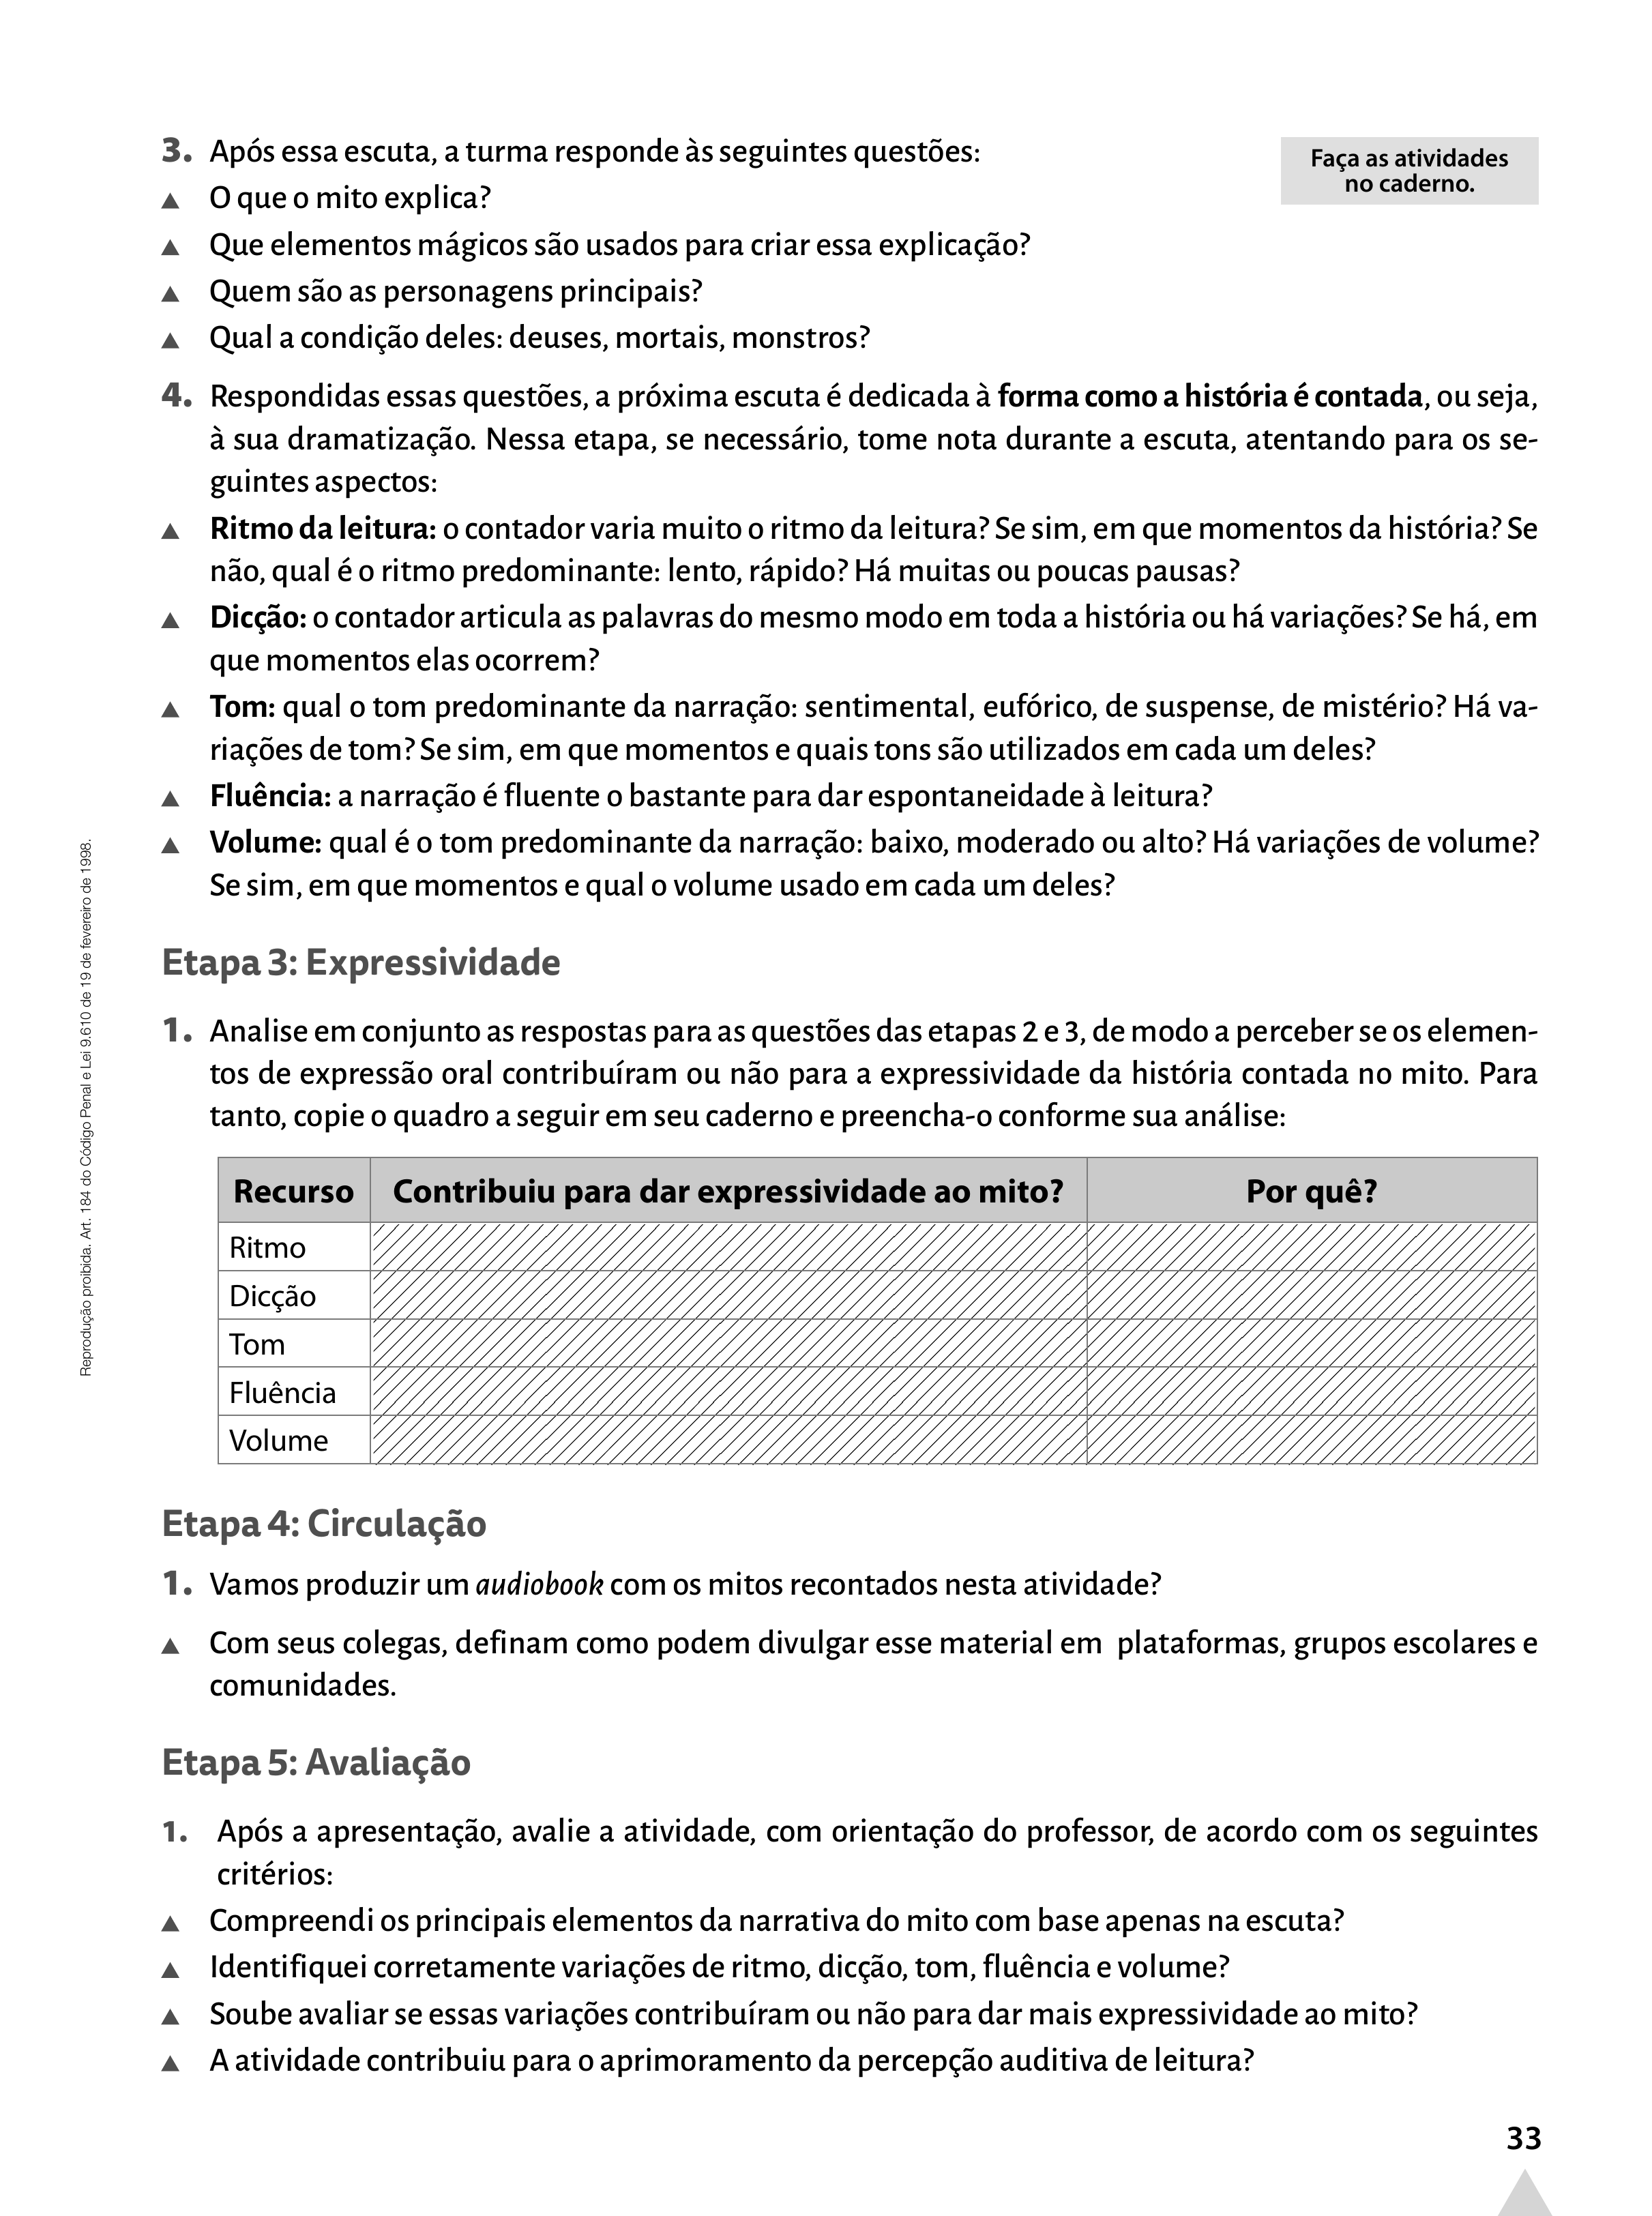 3. Após essa escuta, a turma responde às seguintes questões:
Faça as atividades
no caderno.
▲ O que o mito explica?
▲ Que elementos mágicos são usados para criar essa explicação?
▲ Quem são as personagens principais?
▲ Qual a condição deles: deuses, mortais, monstros?
4. Respondidas essas questões, a próxima escuta é dedicada à forma como a história é contada, ou seja,
à sua dramatização. Nessa etapa, se necessário, tome nota durante a escuta, atentando para os se-
guintes aspectos:
▲ Ritmo da leitura: o contador varia muito o ritmo da leitura? Se sim, em que momentos da história? Se
não, qual é o ritmo predominante: lento, rápido? Há muitas ou poucas pausas?
▲ Dicção: o contador articula as palavras do mesmo modo em toda a história ou há variações? Se há, em
que momentos elas ocorrem?
▲ Tom: qual o tom predominante da narração: sentimental, eufórico, de suspense, de mistério? Há va-
riações de tom? Se sim, em que momentos e quais tons são utilizados em cada um deles?
▲ Fluência: a narração é fluente o bastante para dar espontaneidade à leitura?
▲ Volume: qual é o tom predominante da narração: baixo, moderado ou alto? Há variações de volume?
Se sim, em que momentos e qual o volume usado em cada um deles?
Etapa 3: Expressividade
1. Analise em conjunto as respostas para as questões das etapas 2 e 3, de modo a perceber se os elemen-
tos de expressão oral contribuíram ou não para a expressividade da história contada no mito. Para
tanto, copie o quadro a seguir em seu caderno e preencha-o conforme sua análise:
Recurso Contribuiu para dar expressividade ao mito? Por quê?
Ritmo
Dicção
Tom
Fluência
Volume
Etapa 4: Circulação
1. Vamos produzir um audiobook com os mitos recontados nesta atividade?
▲ Com seus colegas, definam como podem divulgar esse material em plataformas, grupos escolares e
comunidades.
Etapa 5: Avaliação
1. Após a apresentação, avalie a atividade, com orientação do professor, de acordo com os seguintes
critérios:
▲ Compreendi os principais elementos da narrativa do mito com base apenas na escuta?
▲ Identifiquei corretamente variações de ritmo, dicção, tom, fluência e volume?
▲ Soube avaliar se essas variações contribuíram ou não para dar mais expressividade ao mito?
▲ A atividade contribuiu para o aprimoramento da percepção auditiva de leitura?
Reprodução proibida. Art. 184 do Código Penal e Lei 9.610 de 19 de fevereiro de 1998.
33